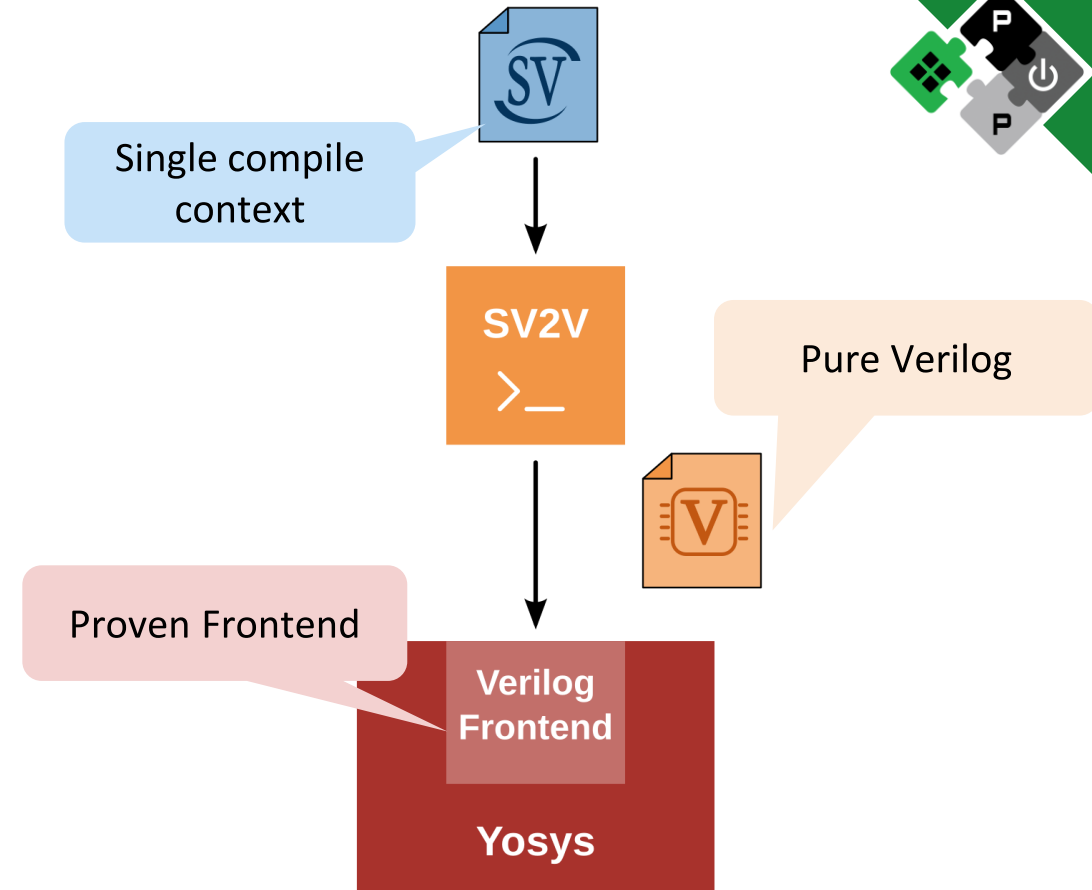 P
P
SV
Single compile
context
SV2V
>_
Pure Verilog
V
Proven Frontend
Verilog
Frontend
Yosys